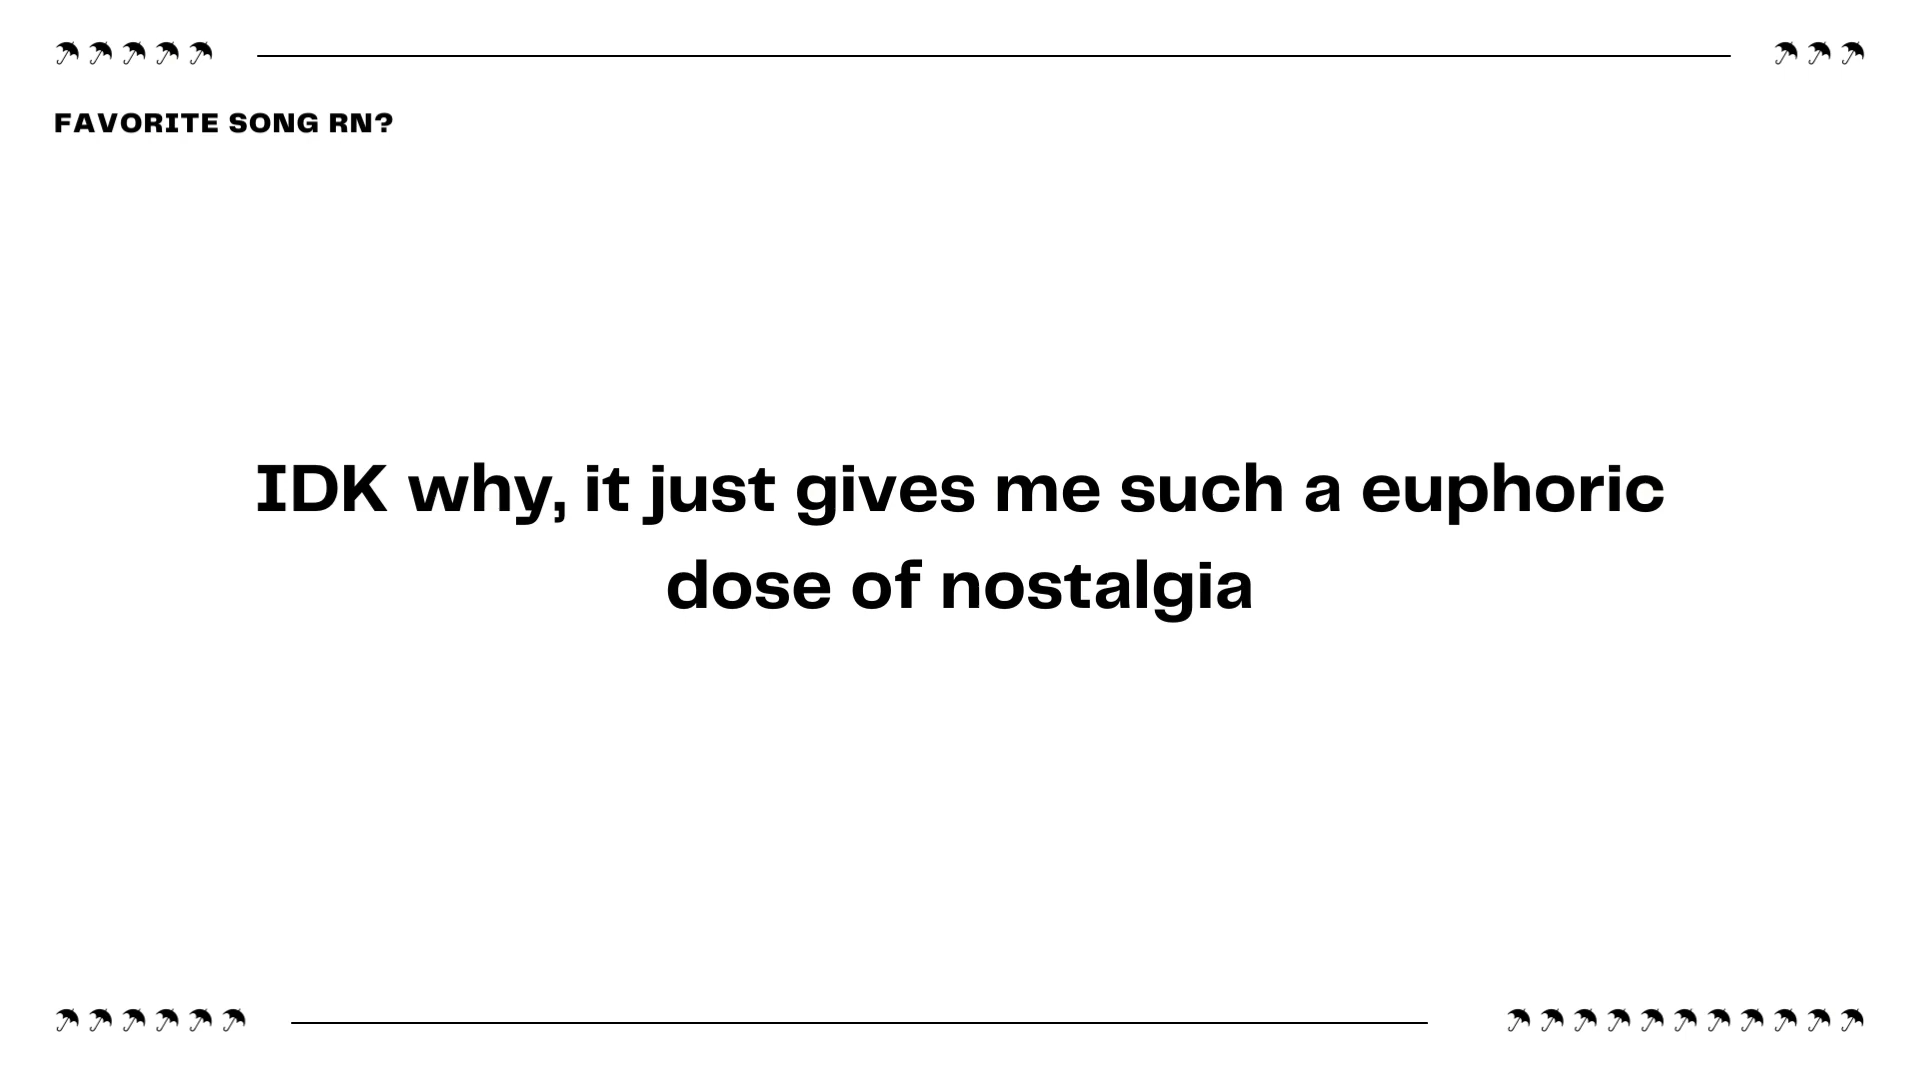 FAVORITE SONG RN?
IDK why, it just gives me such a euphoric
dose of nostalgia